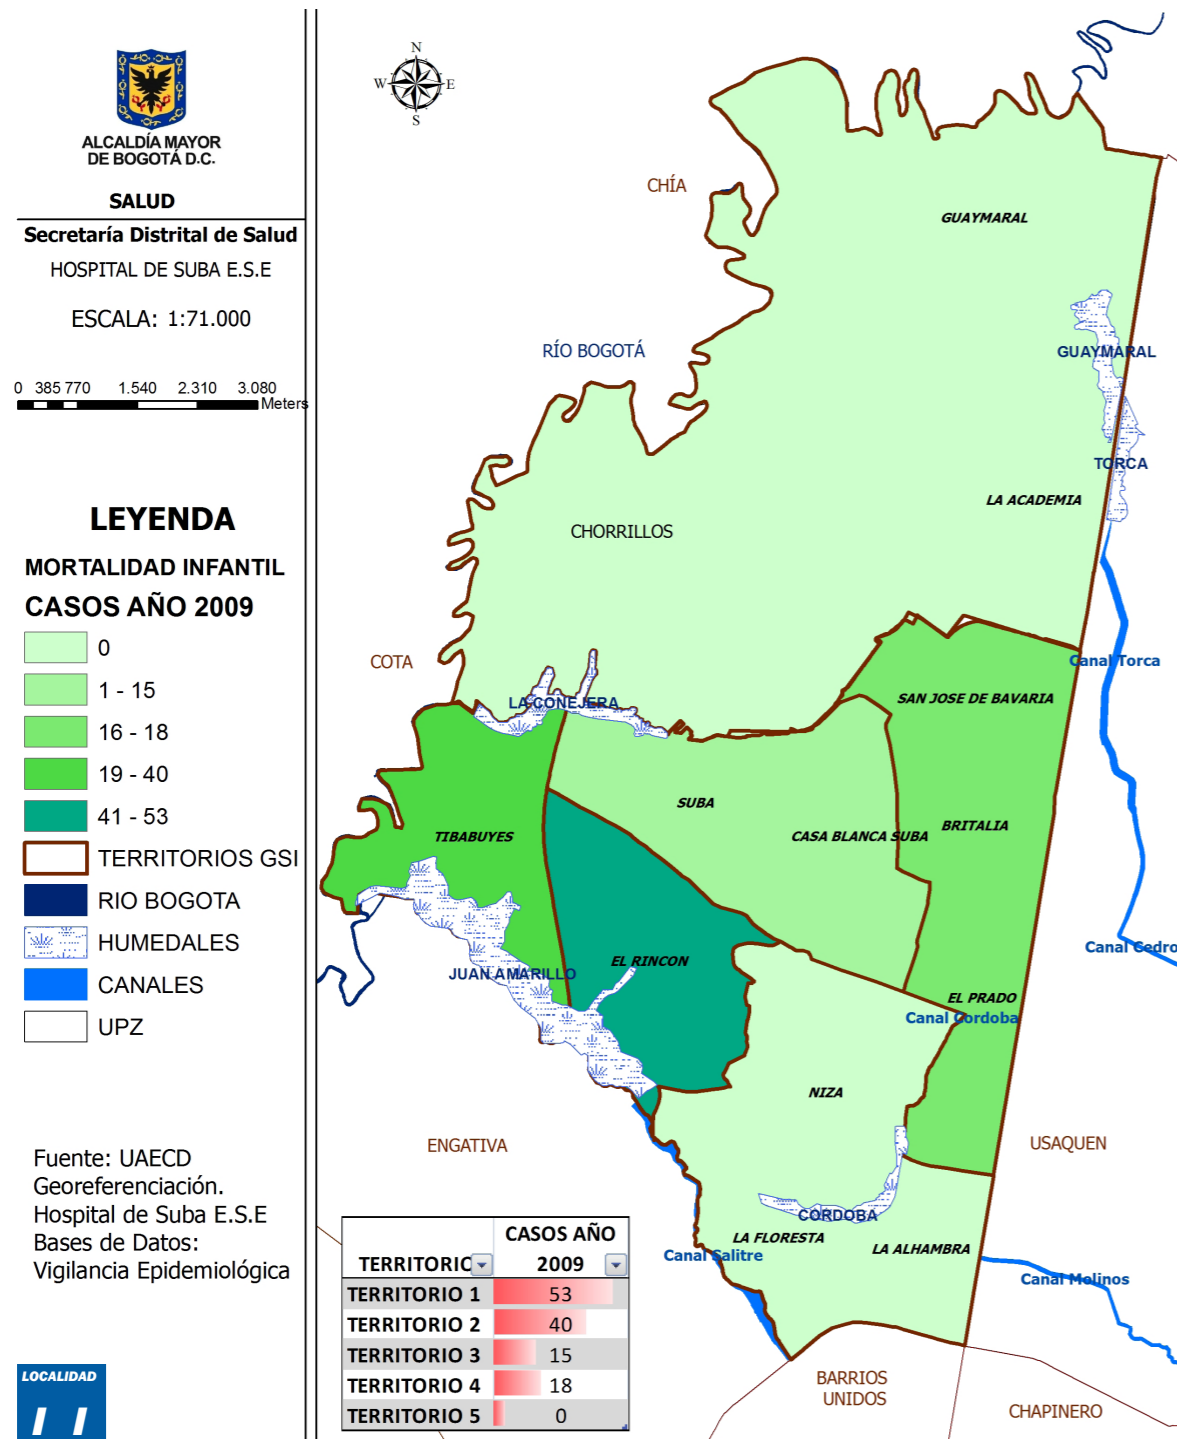 ALCALDÍA MAYOR
DE BOGOTÁ D.C.
SALUD
Secretaría Distrital de Salud
HOSPITAL DE SUBA E.S.E
ESCALA: 1:71.000
0 385 770 1.540 2.310 3.080
Meters
LEYENDA
MORTALIDAD INFANTIL
CASOS AÑO 2009
0
1 - 15
16 - 18
19 - 40
41 - 53
TERRITORIOS GSI
RIO BOGOTA
HUMEDALES
CANALES
UPZ
Fuente: UAECD
Georeferenciación.
Hospital de Suba E.S.E
Bases de Datos:
Vigilancia Epidemiológica
LOCALIDAD
11
N
W E
S
CHÍA
GUAYMARAL
RÍO BOGOTÁ
GUAYMARAL
TORCA
LA ACADEMIA
CHORRILLOS
COTA
Canal Torca
SAN JOSE DE BAVARIA
LA CONEJERA
SUBA
CASA BLANCA SUBA
BRITALIA
TIBABUYES
Canal Cedro
EL RINCON
JUAN AMARILLO
EL PRADO
Canal Cordoba
NIZA
ENGATIVA
USAQUEN
CORDOBA
LA FLORESTA
LA ALHAMBRA
Canal Salitre
Canal Molinos
BARRIOS
UNIDOS
CHAPINERO
TERRITORIO CASOS AÑO 2009
TERRITORIO 1 53
TERRITORIO 2 40
TERRITORIO 3 15
TERRITORIO 4 18
TERRITORIO 5 0